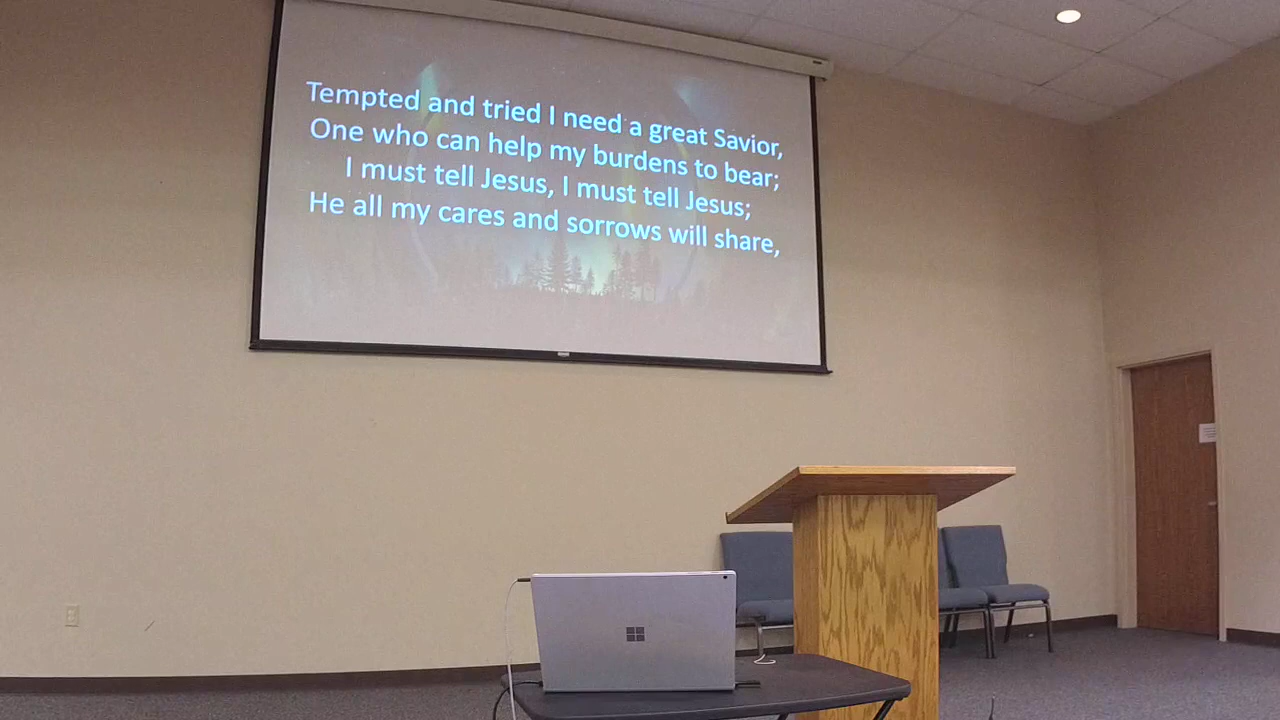 Tempted and tried I need a great Savior,
One who can help my burdens to bear;
I must tell Jesus, I must tell Jesus;
He all my cares and sorrows will share,